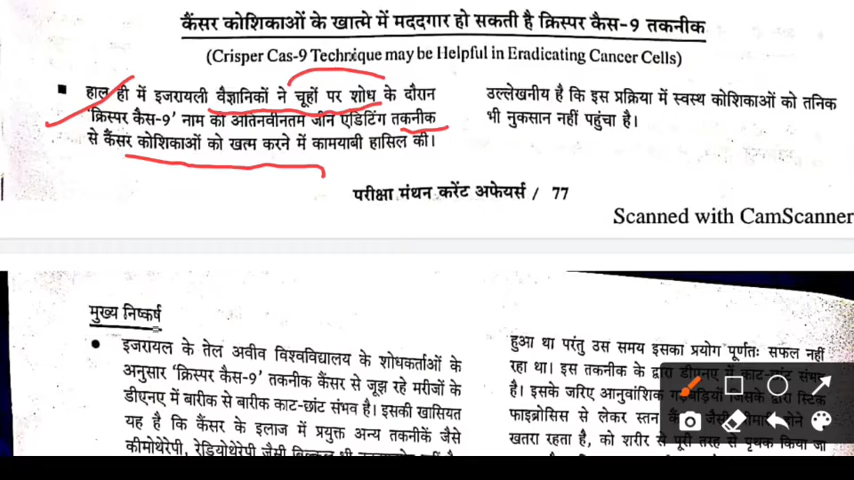 कैंसर कोशिकाओं के खात्मे में मददगार हो सकती है क्रिस्पर कैस-9 तकनीक
(Crisper Cas-9 Technique may be Helpful in Eradicating Cancer Cells)
हाल ही में इजरायली वैज्ञानिकों ने चूहों पर शोध के दौरान
'क्रिस्पर कैस-9' नाम की अतिनवीनतम जीन एडिटिंग तकनीक
से कैंसर कोशिकाओं को खत्म करने में कामयाबी हासिल की।
उल्लेखनीय है कि इस प्रक्रिया में स्वस्थ कोशिकाओं को तनिक
भी नुकसान नहीं पहुंचा है।
परीक्षा मंथन करेंट अफेयर्स / 77
Scanned with CamScanner
मुख्य निष्कर्ष
इजरायल के तेल अवीव विश्वविद्यालय के शोधकर्ताओं के
अनुसार 'क्रिस्पर कैस-9' तकनीक कैंसर से जूझ रहे मरीजों के
डीएनए में बारीक से बारीक काट-छांट संभव है। इसकी खासियत
यह है कि कैंसर के इलाज में प्रयुक्त अन्य तकनीकें जैसे
कीमोथेरेपी, रेडियोथेरेपी जैसी बिल्कुल भी
हुआ था परंतु उस समय इसका प्रयोग पूर्णतः सफल नहीं
रहा था। इस तकनीक के द्वारा डीएनए में काट-छांट संभव
है। इसके जरिए आनुवांशिक गड़बड़ियों जिसके द्वारा
फाइब्रोसिस से लेकर स्तन
खतरा रहता है, को शरीर से पूरी तरह से पृथक किया जा